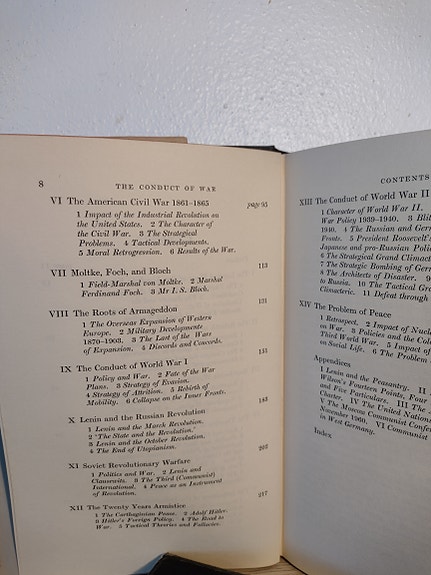 8 THE CONDUCT OF WAR
VI The American Civil War 1861–1865 page 95
1 Impact of the Industrial Revolution on
the United States. 2 The Character of
the Civil War. 3 The Strategical
Problems. 4 Tactical Developments.
5 Moral Retrogression. 6 Results of the War.
VII Moltke, Foch, and Bloch 113
1 Field-Marshal von Moltke. 2 Marshal
Ferdinand Foch. 3 Mr I. S. Bloch.
VIII The Roots of Armageddon 131
1 The Overseas Expansion of Western
Europe. 2 Military Developments
1870–1903. 3 The Last of the Wars
of Expansion. 4 Discords and Concords.
IX The Conduct of World War I 151
1 Policy and War. 2 Fate of the War
Plans. 3 Strategy of Evasion.
4 Strategy of Attrition. 5 Rebirth of
Mobility. 6 Collapse on the Inner Fronts.
X Lenin and the Russian Revolution 183
1 Lenin and the March Revolution.
2 'The State and the Revolution.'
3 Lenin and the October Revolution.
4 The End of Utopianism.
XI Soviet Revolutionary Warfare 202
1 Politics and War. 2 Lenin and
Clausewitz. 3 The Third (Communist)
International. 4 Peace as an Instrument
of Revolution.
XII The Twenty Years Armistice 217
1 The Carthaginian Peace. 2 Adolf Hitler.
3 Hitler's Foreign Policy. 4 The Road to
War. 5 Tactical Theories and Fallacies.
CONTENTS
XIII The Conduct of World War II
1 Character of World War II.
War Policy 1939–1940. 3
1940. 4 The Russian and
Fronts. 5 President Roosevelt's
Japanese and pro-Russian
6 The Strategic Grand
7 The Strategic Bombing of
8 The Architects of Disaster. 9
to Russia. 10 The Tactical
Climacteric. 11 Defeat through
XIV The Problem of Peace
1 Retrospect. 2 Impact of
on War. 3 Policies and the
Third World War. 5 Impact of
on Social Life. 6 The Problem
Appendices
I Lenin and the Peasantry. II
Wilson's Fourteen Points, Four
and Five Particulars. III The
Charter. IV The United
V The Moscow Communist
November 1960. VI Communist
in West Germany.
Index